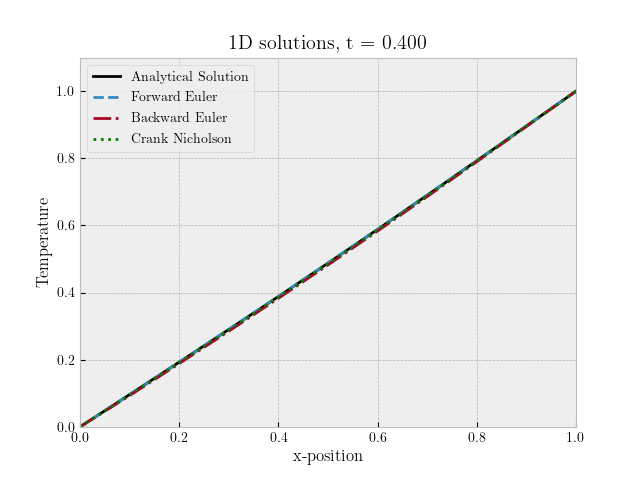 1D solutions, t = 0.400
Analytical Solution
Forward Euler
Backward Euler
Crank Nicholson
Temperature
1.0
0.8
0.6
0.4
0.2
0.0
0.0 0.2 0.4 0.6 0.8 1.0
x-position